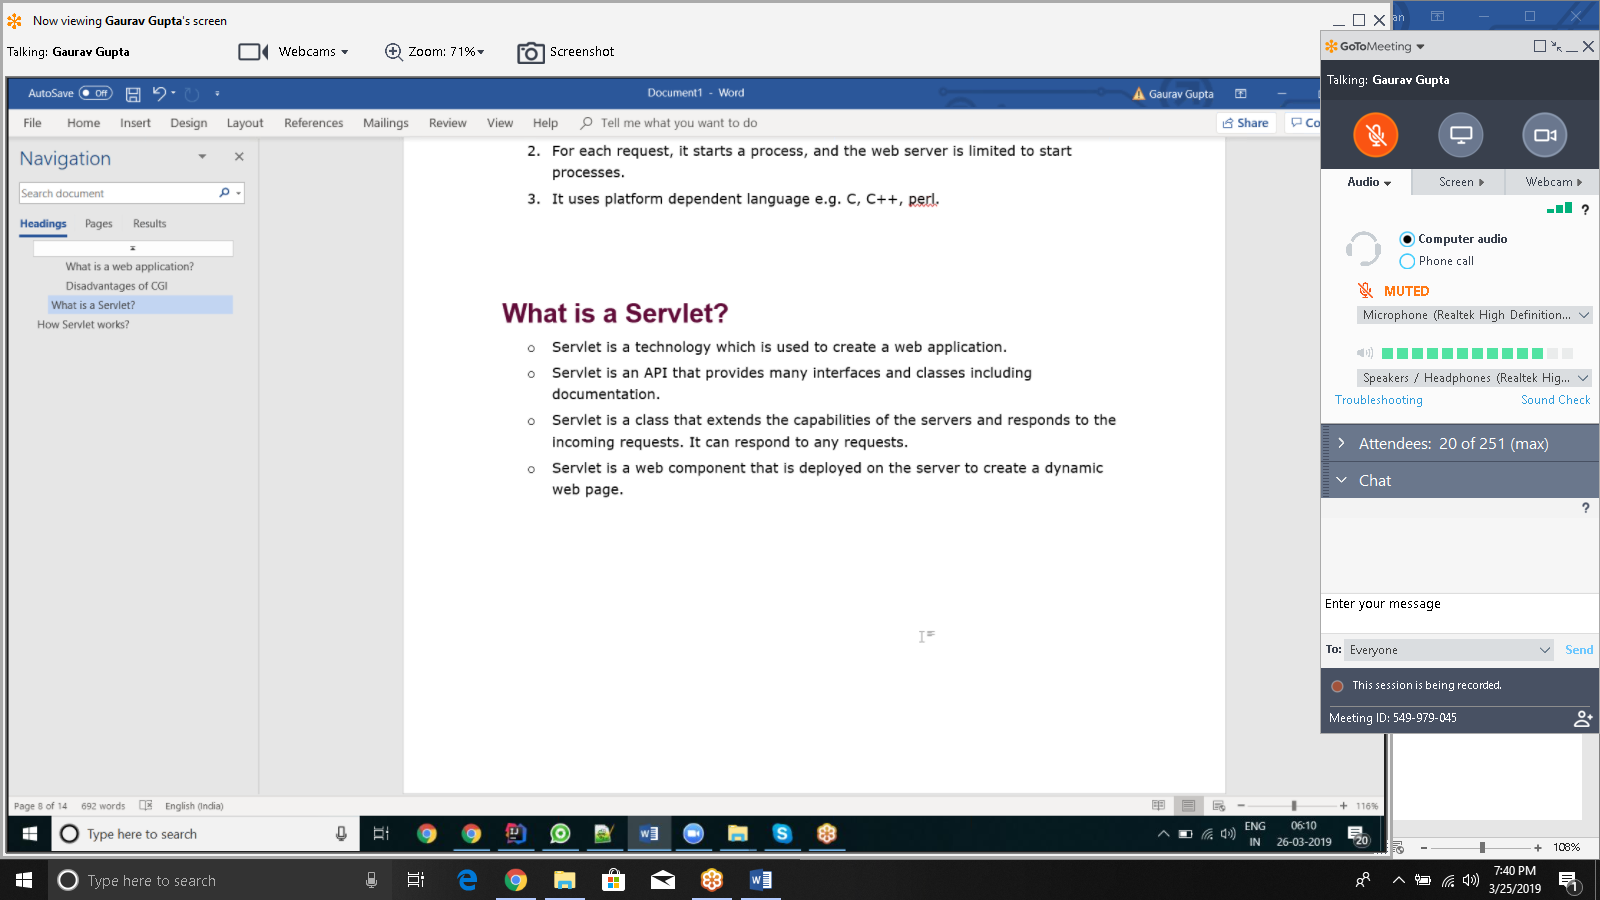 Now viewing Gaurav Gupta's screen
Talking: Gaurav Gupta
Webcams
Zoom: 71%
Screenshot
AutoSave Off
Document1 - Word
Gaurav Gupta
File Home Insert Design Layout References Mailings Review View Help Tell me what you want to do
Share
Co
Navigation
Search document
Headings Pages Results
What is a web application?
Disadvantages of CGI
What is a Servlet?
How Servlet works?
2. For each request, it starts a process, and the web server is limited to start
processes.
3. It uses platform dependent language e.g. C, C++, perl.
What is a Servlet?
o Servlet is a technology which is used to create a web application.
o Servlet is an API that provides many interfaces and classes including
documentation.
o Servlet is a class that extends the capabilities of the servers and responds to the
incoming requests. It can respond to any requests.
o Servlet is a web component that is deployed on the server to create a dynamic
web page.
Page 8 of 14 692 words English (India)
116%
Type here to search
ENG
IN
06:10
26-03-2019
20
an
GoToMeeting
Talking: Gaurav Gupta
Audio Screen Webcam
?
Computer audio
Phone call
MUTED
Microphone (Realtek High Definition...
Speakers / Headphones (Realtek Hig...
Troubleshooting Sound Check
Attendees: 20 of 251 (max)
Chat
?
Enter your message
To: Everyone Send
This session is being recorded.
Meeting ID: 549-979-045
108%
Type here to search
7:40 PM
3/25/2019
1